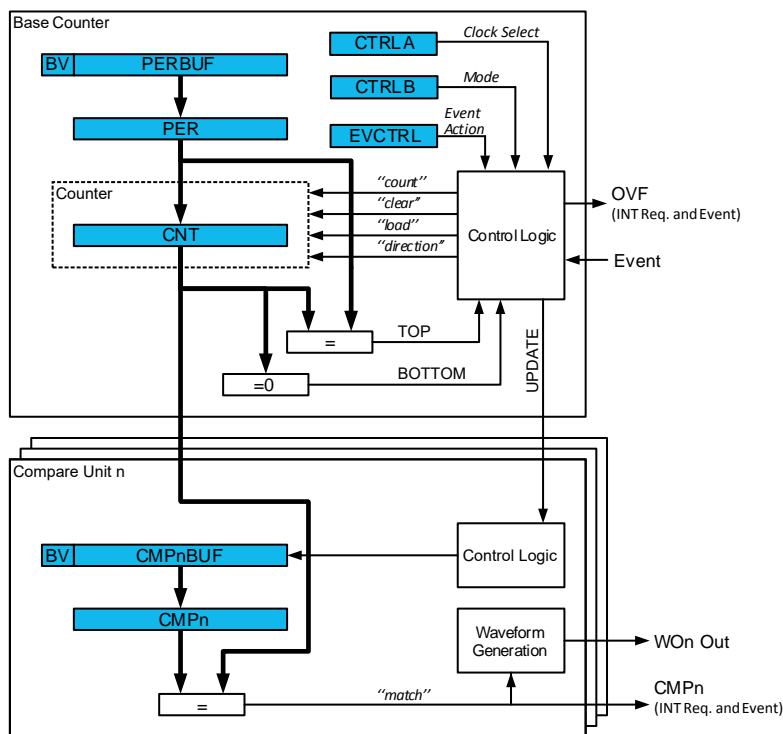 Base Counter
CTRLA
Clock Select
BV PERBUF
CTRLB
Mode
PER
EVCTRL
Event
Action
Counter
"count"
"clear"
"load"
"direction"
CNT
Control Logic
OVF
(INT Req. and Event)
Event
=
TOP
=0
BOTTOM
UPDATE
Compare Unit n
BV CMPnBUF
Control Logic
CMPn
Waveform
Generation
WOn Out
=
"match"
CMPn
(INT Req. and Event)